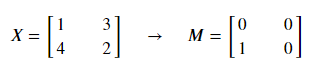 X = [1 3 → M = [0 0
4 2] 1 0]